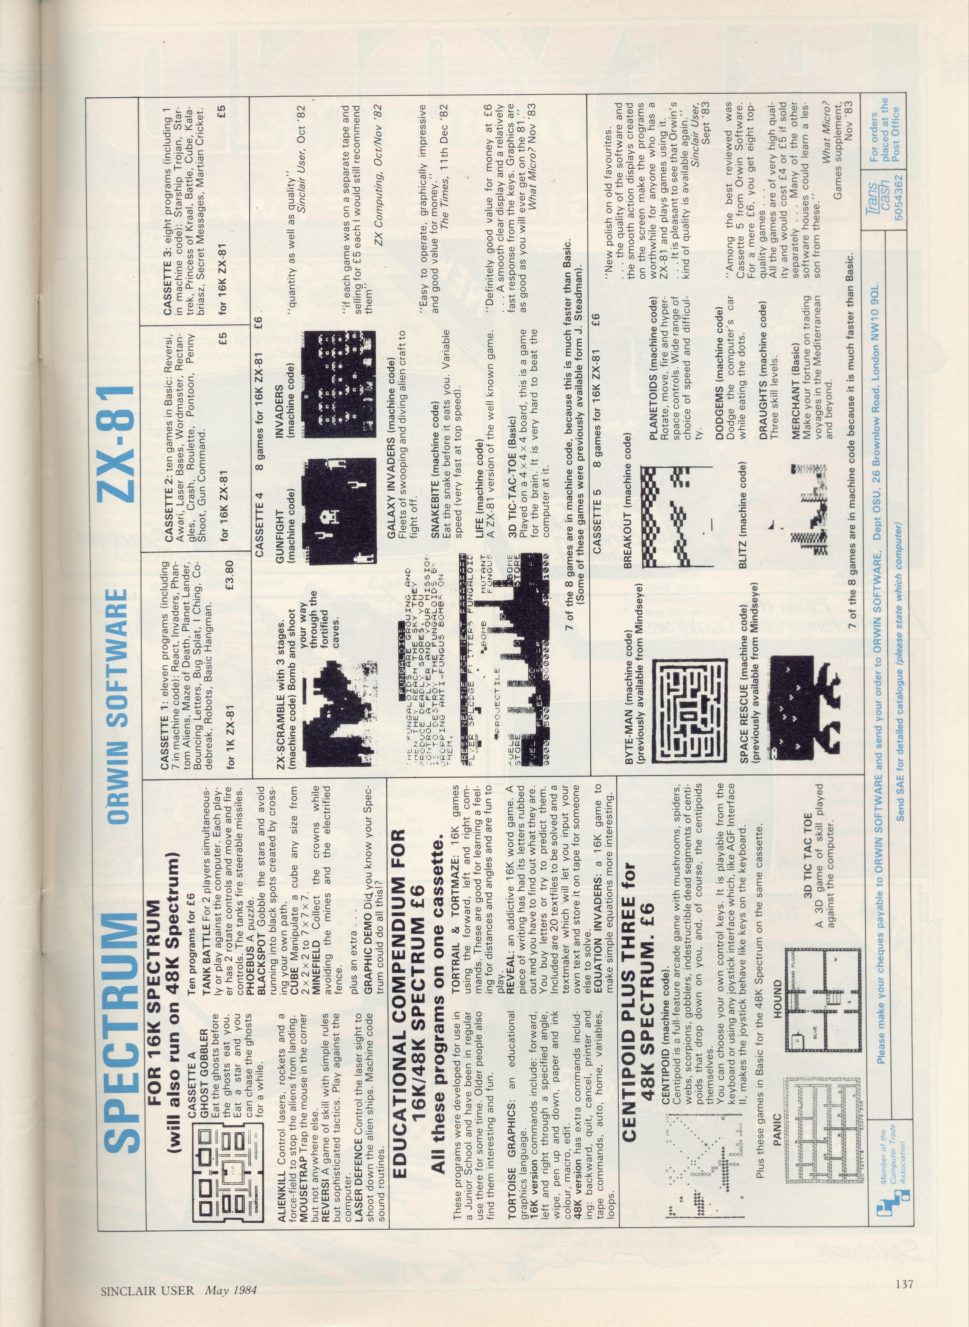 SPECTRUM ORWIN SOFTWARE ZX-81
FOR 16K SPECTRUM
(will also run on 48K Spectrum)
CASSETTE A
GHOST GOBBLER
Eat the ghosts before
the ghosts eat you.
Eat a star and you
can chase the ghosts
for a while.
ALIENKILL Control lasers, rockets and a
force-field to stop the aliens from landing.
MOUSETRAP Trap the mouse in the corner
but not anywhere else.
REVERSI A game of skill with simple rules
but sophisticated tactics. Play against the
computer.
LASER DEFENCE Control the laser sight to
shoot down the alien ships. Machine code
sound routines.
Ten programs for £6
TANK BATTLE For 2 players simultaneous-
ly or play against the computer. Each play-
er has 2 rotate controls and move and fire
controls. The tanks fire steerable missiles.
PHOEBUS A puzzle.
BLACKSPOT Gobble the stars and avoid
running into black spots created by cross-
ing your own path.
CUBE Manipulate a cube any size from
2 x 2 x 2 to 7 x 7 x 7.
MINEFIELD Collect the crowns while
avoiding the mines and the electrified
fence.
plus an extra . . . .
GRAPHIC DEMO Did you know your Spec-
trum could do all this!?
EDUCATIONAL COMPENDIUM FOR
16K/48K SPECTRUM £6
All these programs on one cassette.
These programs were developed for use in
a Junior School and have been in regular
use there for some time. Older people also
find them interesting and fun.
TORTOISE GRAPHICS: an educational
graphics language.
16K version commands include: forward,
left and right through a specified angle,
wipe, pen up and down, paper and ink
colour, macro, edit.
48K version has extra commands includ-
ing: backward, quit, cancel, printer and
tape commands, auto, home, variables,
loops.
TORTRAIL & TORTMAZE: 16K games
using the forward, left and right com-
mands. These are good for learning a feel-
ing for distances and angles and are fun to
play.
REVEAL: an addictive 16K word game. A
piece of writing has had its letters rubbed
out and you have to find out what they are.
You buy letters or try to predict them.
Included are 20 textfiles to be solved and a
textmaker which will let you input your
own text and store it on tape for someone
else to solve.
EQUATION INVADERS: a 16K game to
make simple equations more interesting.
CENTIPOID PLUS THREE for
48K SPECTRUM. £6
CENTIPOID (machine code).
Centipoid is a full feature arcade game with mushrooms, spiders,
webs, scorpions, gobblers, indestructible dead segments of centi-
poids that drop down on you and, of course, the centipoids
themselves.
You can choose your own control keys. It is playable from the
keyboard or using any joystick interface which, like AGF Interface
II, makes the joystick behave like keys on the keyboard.
Plus these games in Basic for the 48K Spectrum on the same cassette.
PANIC
HOUND
3D TIC TAC TOE
A 3D game of skill played
against the computer.
CASSETTE 1: eleven programs (including
7 in machine code): React, Invaders, Phan-
tom Aliens, Maze of Death, Planet Lander,
Bouncing Letters, Bug Splat, I Ching, Co-
debreak, Robots, Basic Hangman.
for 1K ZX-81 £3.80
CASSETTE 2: ten games in Basic: Reversi,
Awari, Laser Bases, Wordmaster, Rectan-
gles, Crash, Roulette, Pontoon, Penny
Shoot, Gun Command.
for 16K ZX-81 £5
CASSETTE 3: eight programs (including 1
in machine code): Starship Trojan, Star-
trek, Princess of Kraal, Battle, Cube, Kala-
briasz, Secret Messages, Martian Cricket.
for 16K ZX-81 £5
CASSETTE 4 8 games for 16K ZX-81 £6
ZX-SCRAMBLE with 3 stages.
(machine code) Bomb and shoot
your way
through the
fortified
caves.
GUNFIGHT
(machine code)
INVADERS
(machine code)
FUNGALOIDS
THE FUNGALOIDS ARE GROWING AND
WHEN THEY REACH THE SKY THEY
PRODUCE DEADLY SPORES. YOU
CONTROL A FLYER AND YOUR MISSION
IS TO DESTROY THE FUNGALOIDS BY
DROPPING ANTI-FUNGUS BOMBS ON
THEM.
PROJECTILE
BOMB
MUTANT
FUNGUS
FUEL
STORE
BOMB
STORE
GALAXY INVADERS (machine code)
Fleets of swooping and diving alien craft to
fight off.
SNAKEBITE (machine code)
Eat the snake before it eats you. Variable
speed (very fast at top speed).
LIFE (machine code)
A ZX-81 version of the well known game.
3D TIC-TAC-TOE (Basic)
Played on a 4 x 4 x 4 board, this is a game
for the brain. It is very hard to beat the
computer at it.
"quantity as well as quality"
Sinclair User, Oct '82
"if each game was on a separate tape and
selling for £5 each I would still recommend
them"
ZX Computing, Oct/Nov '82
"Easy to operate, graphically impressive
and good value for money."
The Times, 11th Dec '82
"Definitely good value for money at £6
. . A smooth clear display and a relatively
fast response from the keys. Graphics are
as good as you will ever get on the 81."
What Micro? Nov '83
7 of the 8 games are in machine code, because this is much faster than Basic.
(Some of these games were previously available form J. Steadman).
CASSETTE 5 8 games for 16K ZX-81 £6
BYTE-MAN (machine code)
(previously available from Mindseye)
SPACE RESCUE (machine code)
(previously available from Mindseye)
BREAKOUT (machine code)
BLITZ (machine code)
PLANETOIDS (machine code)
Rotate, move, fire and hyper-
space controls. Wide range of
choice of speed and difficul-
ty.
DODGEMS (machine code)
Dodge the computer's car
while eating the dots.
DRAUGHTS (machine code)
Three skill levels.
MERCHANT (Basic)
Make your fortune on trading
voyages in the Mediterranean
and beyond.
"New polish on old favourites.
. . . the quality of the software and
the smooth action displays created
on the screen make the programs
worthwhile for anyone who has a
ZX-81 and plays games using it.
. . . It is pleasant to see that Orwin's
kind of quality is available again."
Sinclair User,
Sept '83
"Among the best reviewed was
Cassette 5 from Orwin Software.
For a mere £6, you get eight top-
quality games . . .
All the games are of very high qual-
ity and would cost £4 or £5 if sold
separately . . . Many of the other
software houses could learn a les-
son from these."
What Micro?
Games supplement,
Nov '83
7 of the 8 games are in machine code because it is much faster than Basic.
Member of the
Computer Trade
Association
Please make your cheques payable to ORWIN SOFTWARE and send your order to ORWIN SOFTWARE, Dept OSU, 26 Brownlow Road, London NW10 9QL.
Send SAE for detailed catalogue (please state which computer)
Trans
cash
5054362
For orders
placed at the
Post Office
SINCLAIR USER May 1984
137